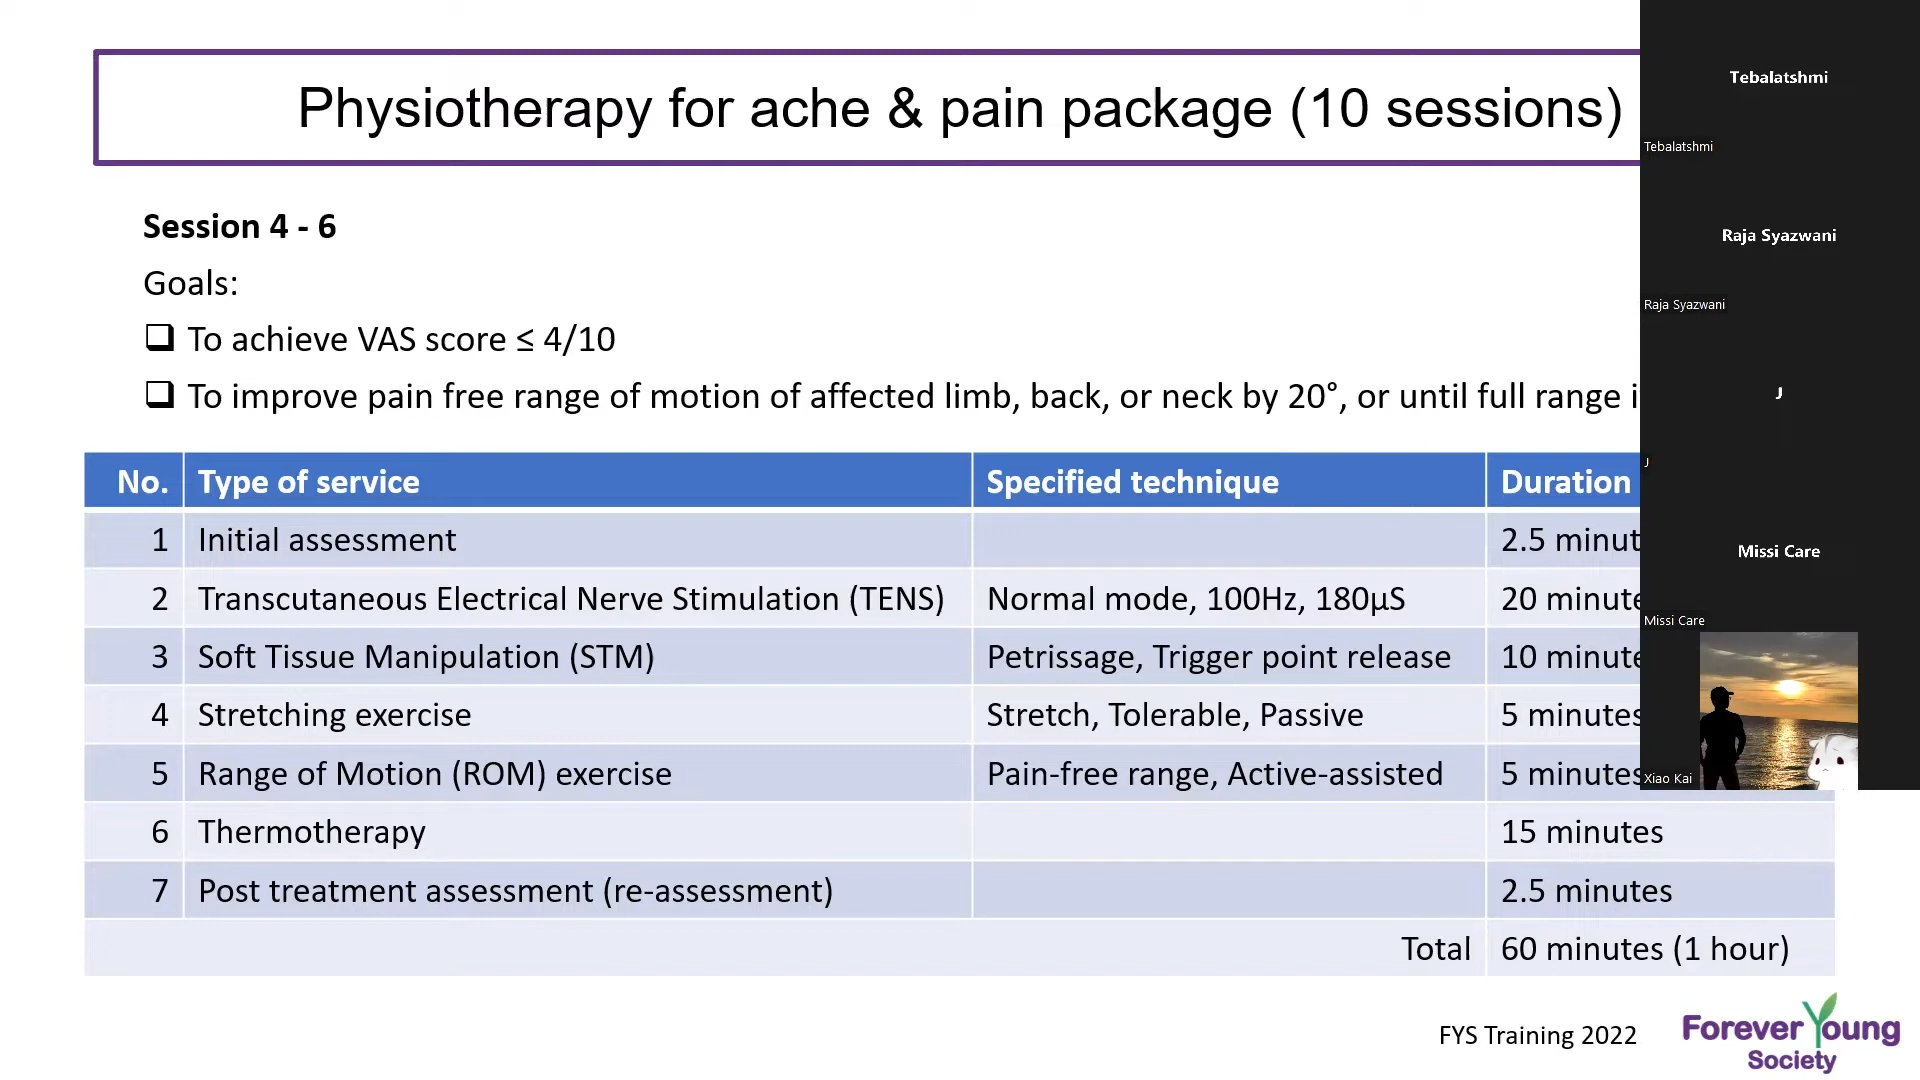 Physiotherapy for ache & pain package (10 sessions)
Session 4 - 6
Goals:
❑ To achieve VAS score ≤ 4/10
❑ To improve pain free range of motion of affected limb, back, or neck by 20°, or until full range
No. Type of service Specified technique Duration
1 Initial assessment 2.5
2 Transcutaneous Electrical Nerve Stimulation (TENS) Normal mode, 100Hz, 180µS 20
3 Soft Tissue Manipulation (STM) Petrissage, Trigger point release 10
4 Stretching exercise Stretch, Tolerable, Passive 5 minutes
5 Range of Motion (ROM) exercise Pain-free range, Active-assisted 5 minutes
6 Thermotherapy 15 minutes
7 Post treatment assessment (re-assessment) 2.5 minutes
Total 60 minutes (1 hour)
FYS Training 2022
Forever Young
Society
Tebalatshmi
Tebalatshmi
Raja Syazwani
Raja Syazwani
J
J
Missi Care
Missi Care
Xiao Kai